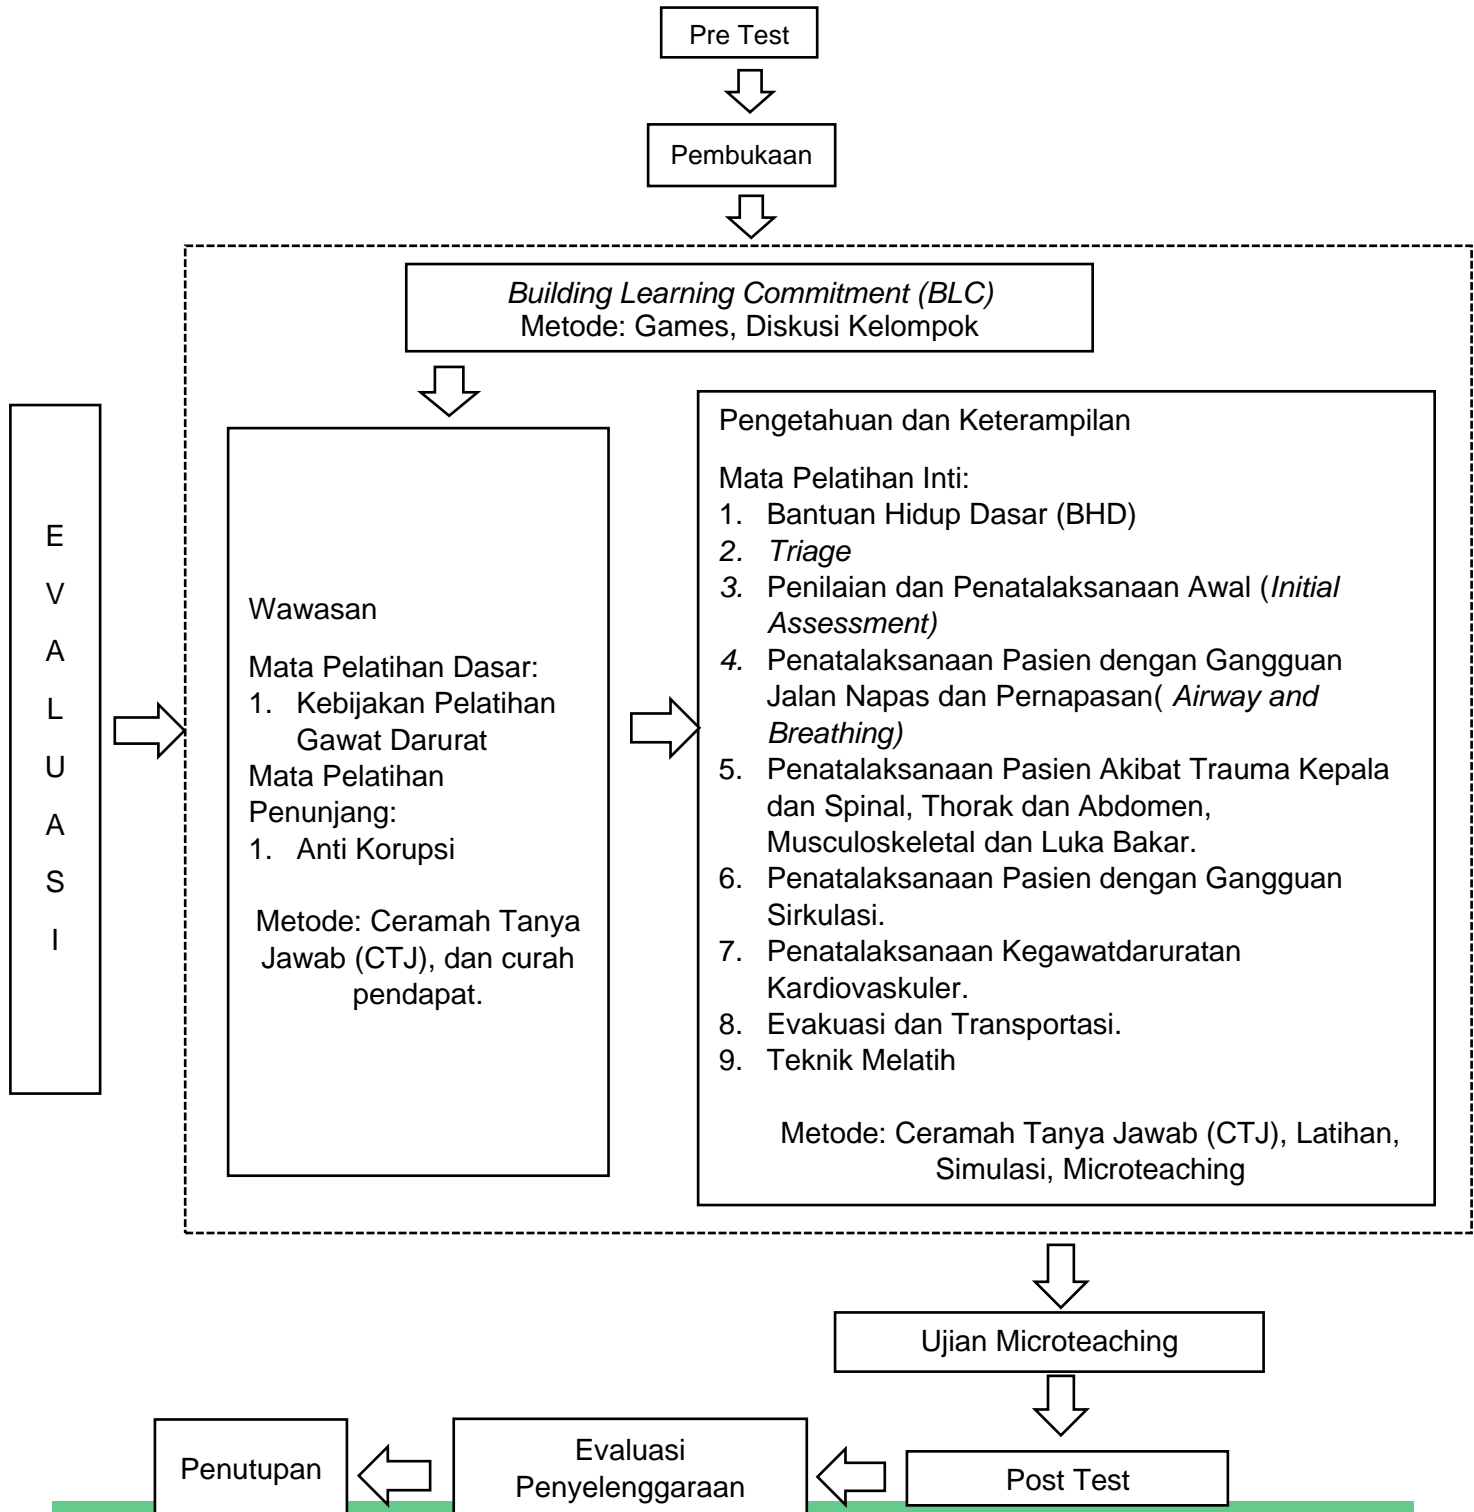 Pre Test
Pembukaan
Building Learning Commitment (BLC)
Metode: Games, Diskusi Kelompok
E
V
A
L
U
A
S
I
Wawasan
Mata Pelatihan Dasar:
1. Kebijakan Pelatihan
Gawat Darurat
Mata Pelatihan
Penunjang:
1. Anti Korupsi
Metode: Ceramah Tanya
Jawab (CTJ), dan curah
pendapat.
Pengetahuan dan Keterampilan
Mata Pelatihan Inti:
1. Bantuan Hidup Dasar (BHD)
2. Triage
3. Penilaian dan Penatalaksanaan Awal (Initial
Assessment)
4. Penatalaksanaan Pasien dengan Gangguan
Jalan Napas dan Pernapasan( Airway and
Breathing)
5. Penatalaksanaan Pasien Akibat Trauma Kepala
dan Spinal, Thorak dan Abdomen,
Musculoskeletal dan Luka Bakar.
6. Penatalaksanaan Pasien dengan Gangguan
Sirkulasi.
7. Penatalaksanaan Kegawatdaruratan
Kardiovaskuler.
8. Evakuasi dan Transportasi.
9. Teknik Melatih
Metode: Ceramah Tanya Jawab (CTJ), Latihan,
Simulasi, Microteaching
Ujian Microteaching
Post Test
Evaluasi
Penyelenggaraan
Penutupan